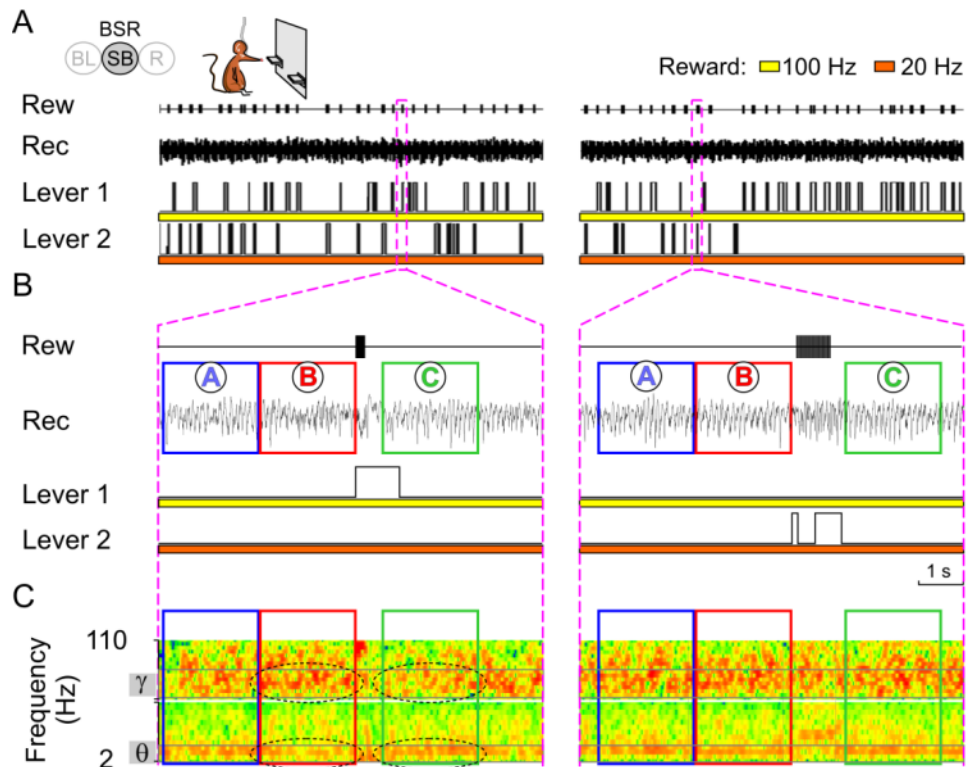 A
BSR
BL SB R
Reward: 100 Hz 20 Hz
Rew
Rec
Lever 1
Lever 2
B
Rew
A B C A B C
Rec
Lever 1
Lever 2
1 s
C
Frequency (Hz)
110
γ
θ
2